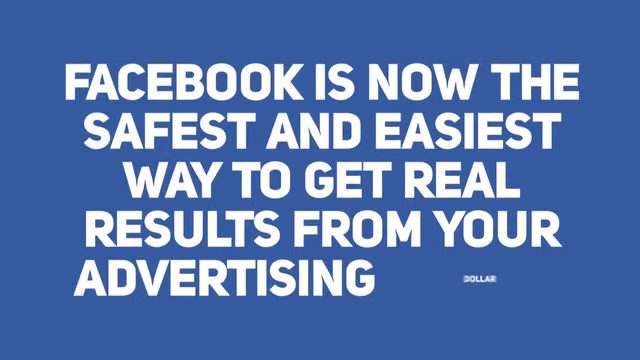 FACEBOOK IS NOW THE
SAFEST AND EASIEST
WAY TO GET REAL
RESULTS FROM YOUR
ADVERTISING DOLLAR